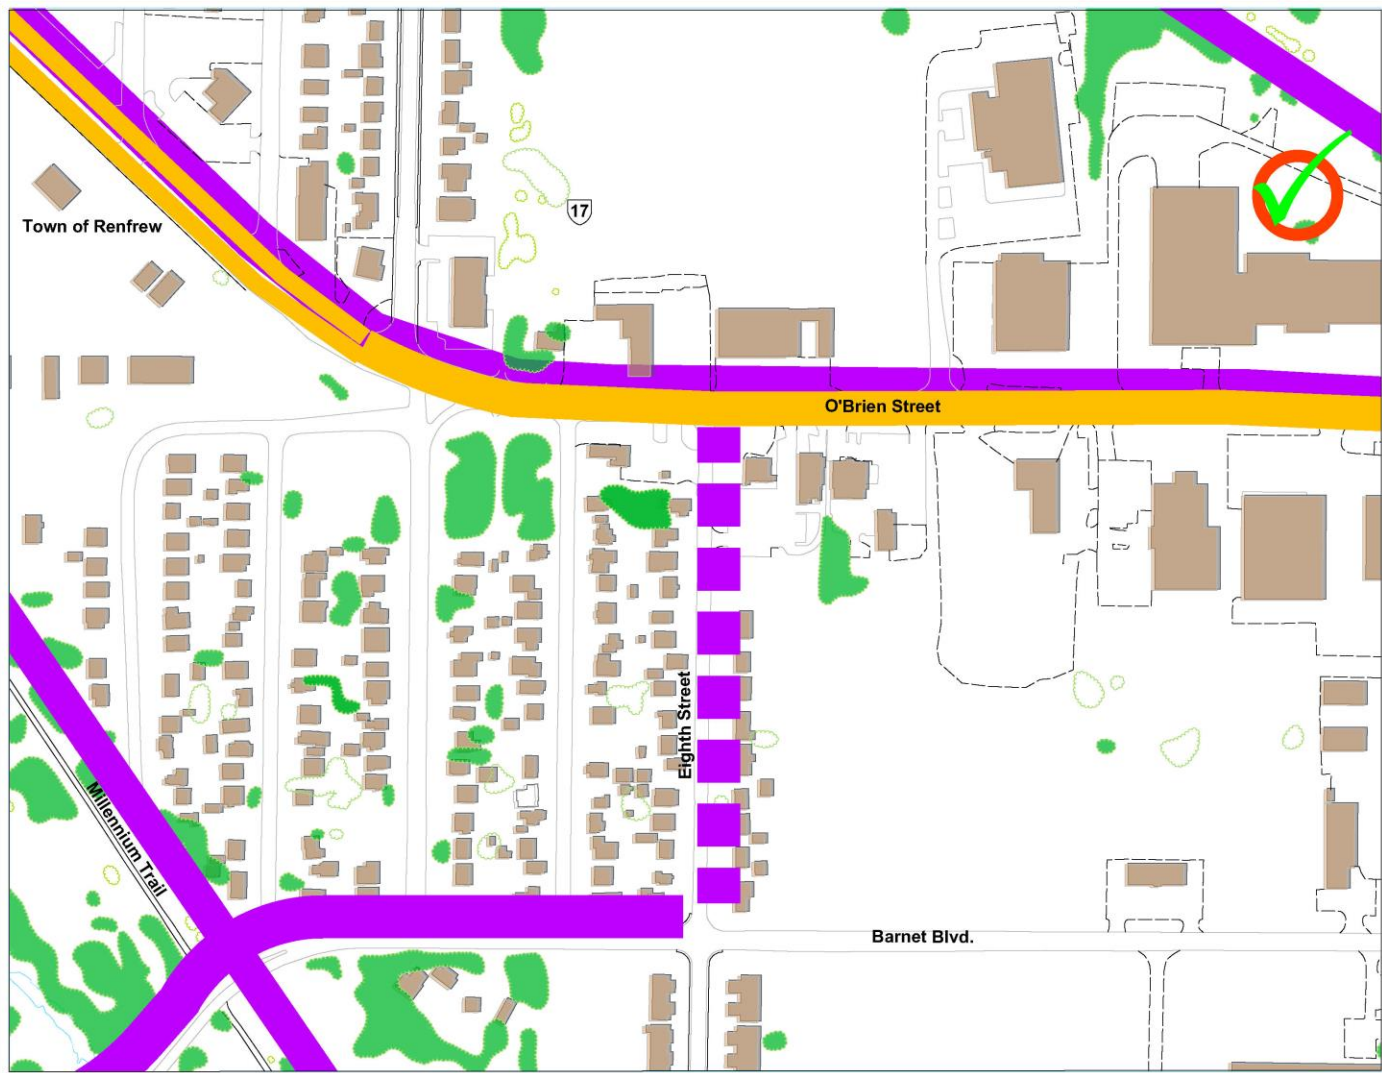 17
Town of Renfrew
O'Brien Street
Eighth Street
Millennium Trail
Barnet Blvd.